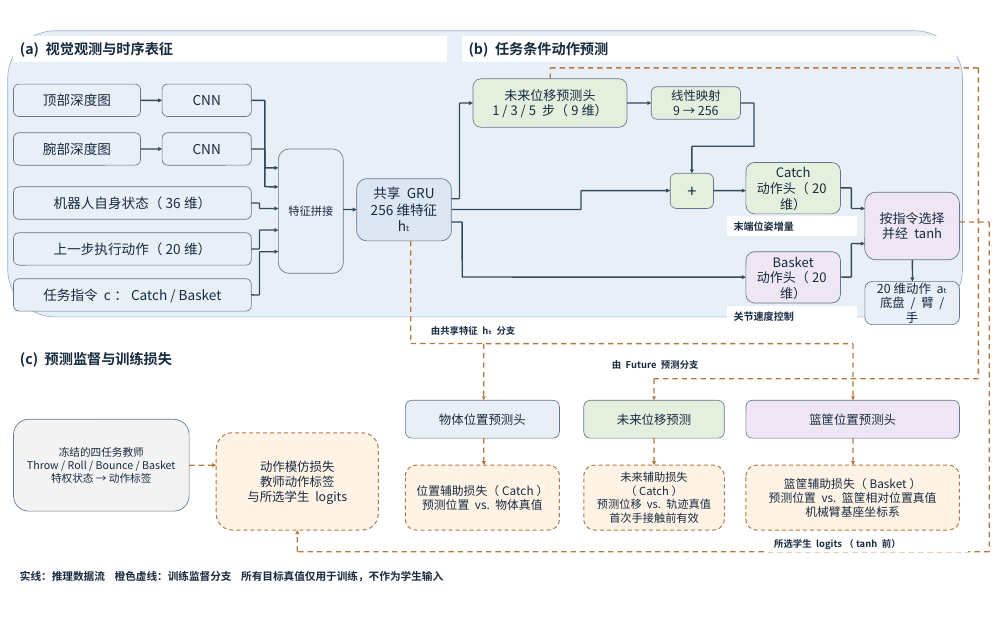 (a) 视觉观测与时序表征
(b) 任务条件动作预测
顶部深度图
CNN
腕部深度图
CNN
机器人自身状态（36 维）
上一步执行动作（20 维）
任务指令 c： Catch / Basket
特征拼接
共享 GRU
256 维特征
hₜ
未来位移预测头
1 / 3 / 5 步（9 维）
线性映射
9 → 256
+
Catch
动作头（20
维）
末端位姿增量
Basket
动作头（20
维）
关节速度控制
按指令选择
并经 tanh
20 维动作 aₜ
底盘 / 臂 /
手
由共享特征 hₜ 分支
由 Future 预测分支
(c) 预测监督与训练损失
冻结的四任务教师
Throw / Roll / Bounce / Basket
特权状态 → 动作标签
动作模仿损失
教师动作标签
与所选学生 logits
物体位置预测头
未来位移预测
篮筐位置预测头
位置辅助损失（Catch）
预测位置 vs. 物体真值
未来辅助损失
（Catch）
预测位移 vs. 轨迹真值
首次手接触前有效
篮筐辅助损失（Basket）
预测位置 vs. 篮筐相对位置真值
机械臂基座坐标系
所选学生 logits （tanh 前）
实线：推理数据流 橙色虚线：训练监督分支 所有目标真值仅用于训练，不作为学生输入